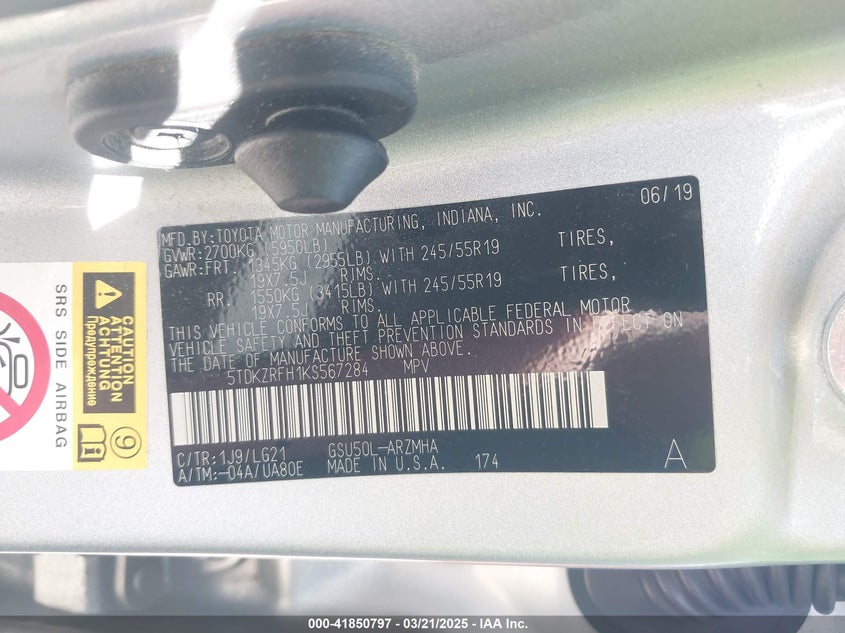 06/19
MFD.BY:TOYOTA MOTOR MANUFACTURING, INDIANA, INC.
GVWR:2700KG (5950LB)
GAWR:FRT. 1345KG (2955LB) WITH 245/55R19 TIRES,
19X7.5J RIMS.
RR. 1550KG (3415LB) WITH 245/55R19 TIRES,
19X7.5J RIMS.
THIS VEHICLE CONFORMS TO ALL APPLICABLE FEDERAL MOTOR
VEHICLE SAFETY AND THEFT PREVENTION STANDARDS IN EFFECT ON
THE DATE OF MANUFACTURE SHOWN ABOVE.
5TDKZRFH1KS567284 MPV
C/TR:1J9/LG21 GSU50L-ARZMHA
A/TM:-04A/UA80E MADE IN U.S.A. 174 A
CAUTION
ATTENTION
ACHTUNG
Предупреждение
SRS SIDE AIRBAG
9
000-41850797 — 03/21/2025 — IAA Inc.